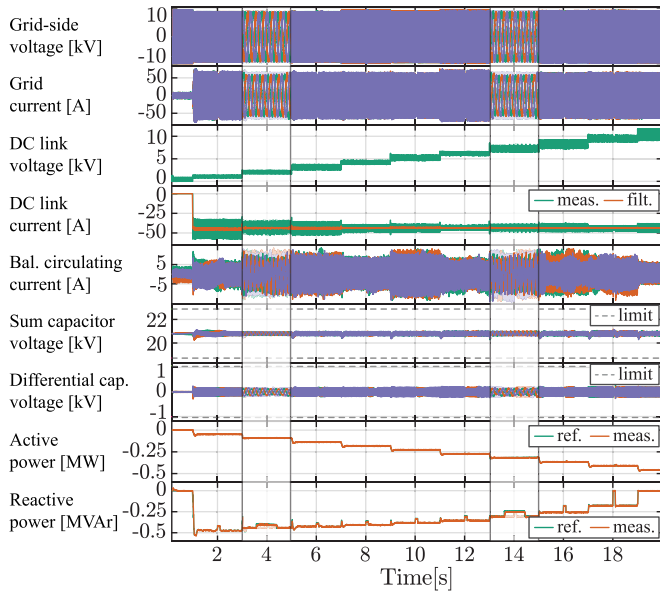 Grid-side
voltage [kV]
10
0
-10
Grid
current [A]
50
0
-50
DC link
voltage [kV]
10
5
0
DC link
current [A]
0
-25
-50
meas. filt.
Bal. circulating
current [A]
5
-5
Sum capacitor
voltage [kV]
22
20
limit
Differential cap.
voltage [kV]
1
0
-1
limit
Active
power [MW]
0
-0.25
-0.5
ref. meas.
Reactive
power [MVAr]
0
-0.25
-0.5
ref. meas.
2 4 6 8 10 12 14 16 18
Time[s]